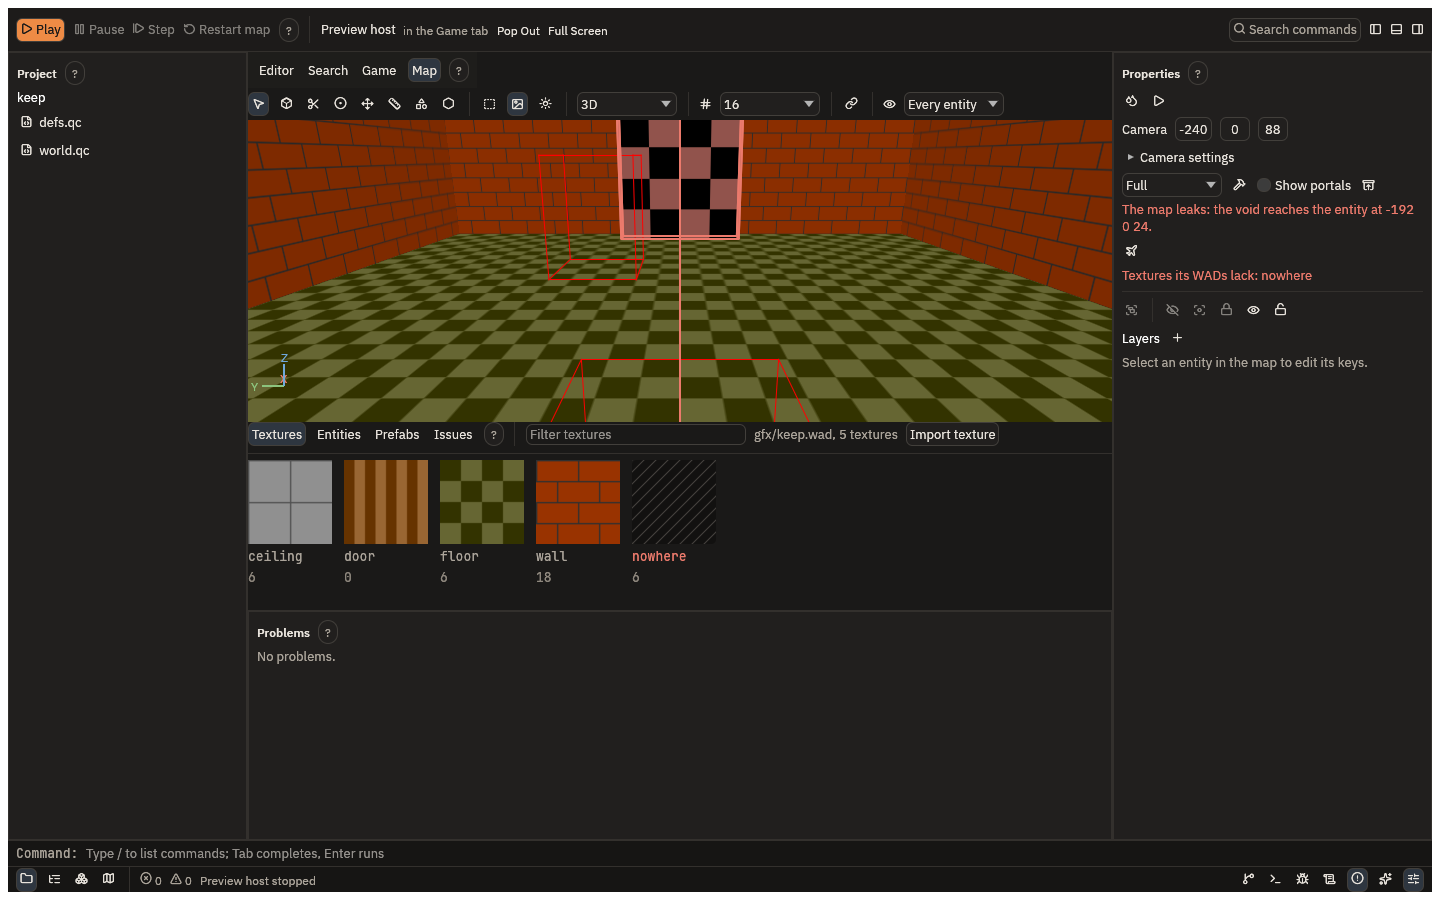 Play Pause Step Restart map ? Preview host in the Game tab Pop Out Full Screen Search commands
Project ?
keep
defs.qc
world.qc
Editor Search Game Map ?
3D 16 Every entity
Z
Y X
Textures Entities Prefabs Issues ? Filter textures gfx/keep.wad, 5 textures Import texture
ceiling door floor wall nowhere
6 0 6 18 6
Problems ?
No problems.
Properties ?
Camera -240 0 88
Camera settings
Full Show portals
The map leaks: the void reaches the entity at -192
0 24.
Textures its WADs lack: nowhere
Layers +
Select an entity in the map to edit its keys.
Command: Type / to list commands; Tab completes, Enter runs
0 0 Preview host stopped